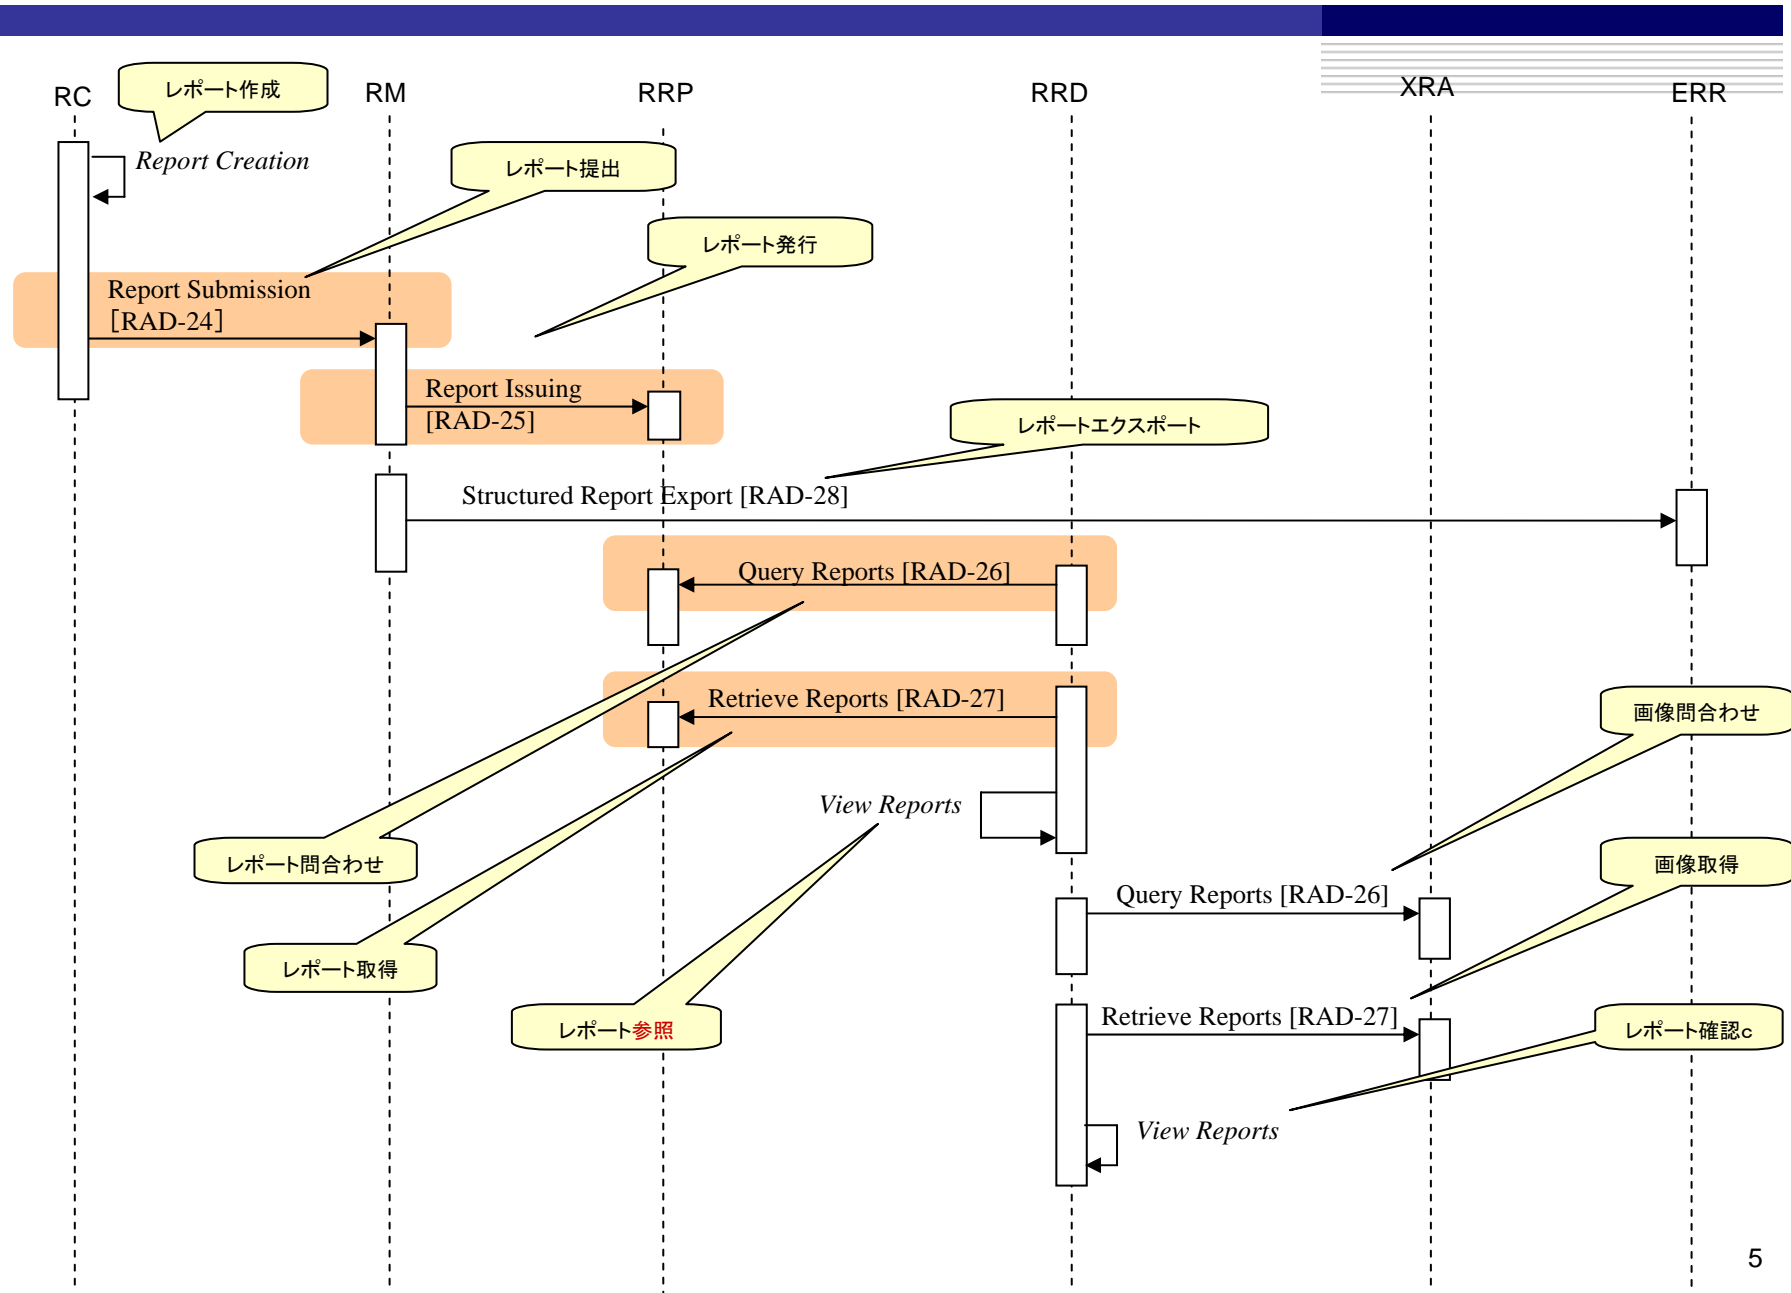 RC
レポート作成
RM
RRP
RRD
XRA
ERR
Report Creation
レポート提出
レポート発行
Report Submission
[RAD-24]
Report Issuing
[RAD-25]
レポートエクスポート
Structured Report Export [RAD-28]
Query Reports [RAD-26]
Retrieve Reports [RAD-27]
画像問合わせ
View Reports
レポート問合わせ
画像取得
Query Reports [RAD-26]
レポート取得
Retrieve Reports [RAD-27]
レポート参照
レポート確認c
View Reports
5